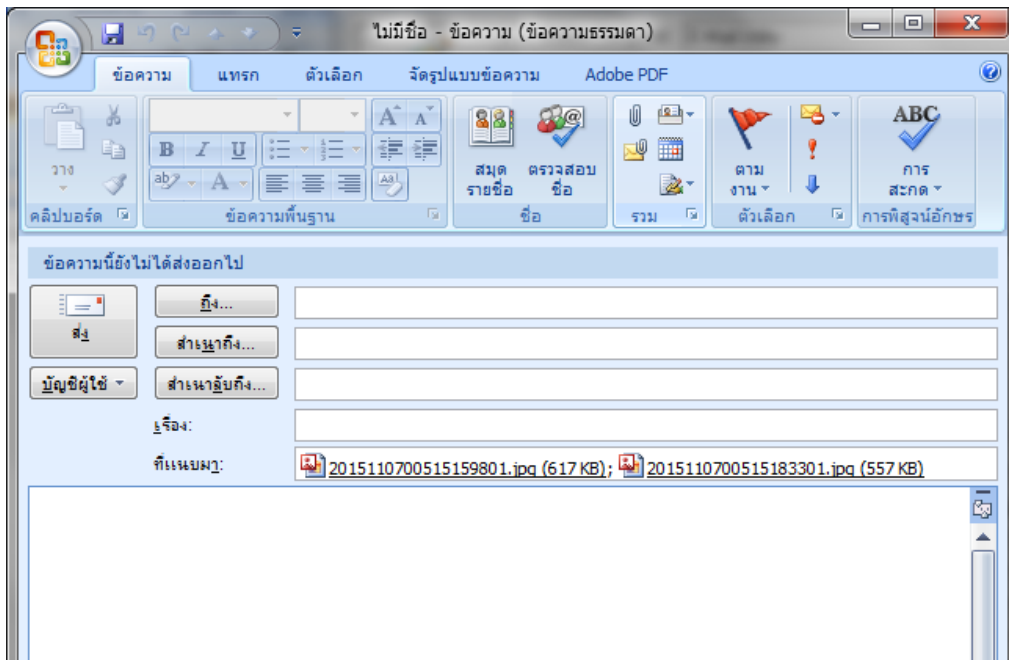 ไม่มีชื่อ - ข้อความ (ข้อความธรรมดา)
ข้อความ แทรก ตัวเลือก จัดรูปแบบข้อความ Adobe PDF
วาง
B I U A A
ab A Aa
สมุด
รายชื่อ
ตรวจสอบ
ชื่อ
ตาม
งาน
ABC
การ
สะกด
คลิปบอร์ด ข้อความพื้นฐาน ชื่อ รวม ตัวเลือก การพิสูจน์อักษร
ข้อความนี้ยังไม่ได้ส่งออกไป
ส่ง
ถึง...
สำเนาถึง...
บัญชีผู้ใช้ สำเนาลับถึง...
เรื่อง:
ที่แนบมา: 2015110700515159801.jpg (617 KB); 2015110700515183301.jpg (557 KB)